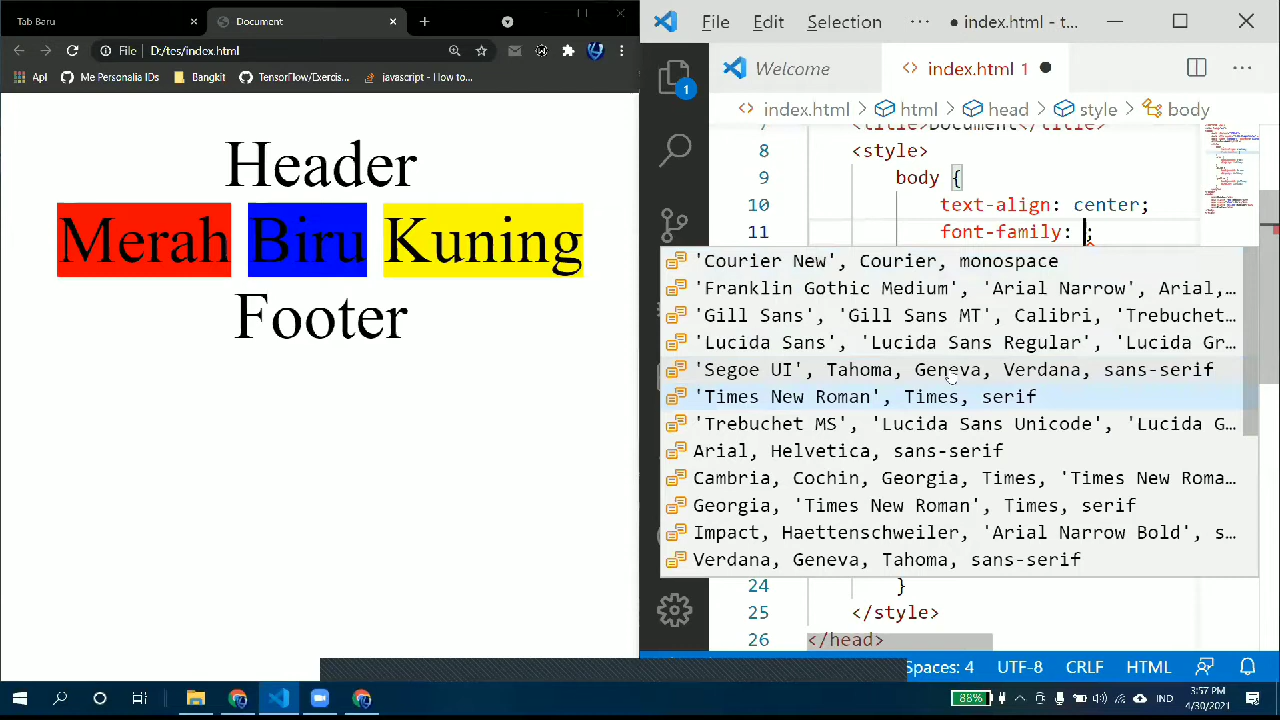 Tab Baru
Document
File D:/tes/index.html
Apl Me Personalia IDs Bangkit TensorFlow/Exercis... javascript - How to...
Header
Merah Biru Kuning
Footer
File Edit Selection ··· ● index.html - t...
Welcome index.html 1 ●
index.html > html > head > style > body
7 <title>Document</title>
8 <style>
9 body {
10 text-align: center;
11 font-family: ;
'Courier New', Courier, monospace
'Franklin Gothic Medium', 'Arial Narrow', Arial,...
'Gill Sans', 'Gill Sans MT', Calibri, 'Trebuchet...
'Lucida Sans', 'Lucida Sans Regular', 'Lucida Gr...
'Segoe UI', Tahoma, Geneva, Verdana, sans-serif
'Times New Roman', Times, serif
'Trebuchet MS', 'Lucida Sans Unicode', 'Lucida G...
Arial, Helvetica, sans-serif
Cambria, Cochin, Georgia, Times, 'Times New Roma...
Georgia, 'Times New Roman', Times, serif
Impact, Haettenschweiler, 'Arial Narrow Bold', s...
Verdana, Geneva, Tahoma, sans-serif
24 }
25 </style>
26 </head>
1
Spaces: 4 UTF-8 CRLF HTML
88% IND 3:57 PM
4/30/2021